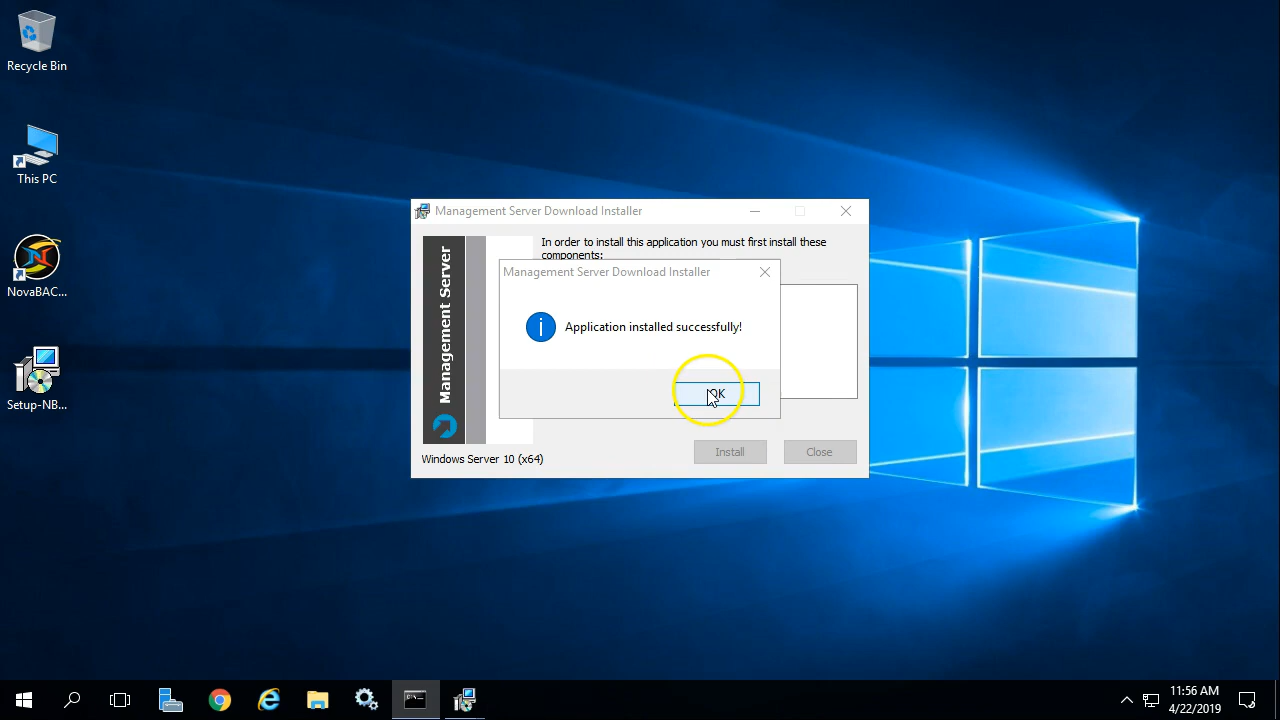 Recycle Bin
This PC
NovaBAC...
Setup-NB...
Management Server Download Installer
Management Server
In order to install this application you must first install these
components:
Management Server Download Installer
Application installed successfully!
OK
Install
Close
Windows Server 10 (x64)
11:56 AM
4/22/2019